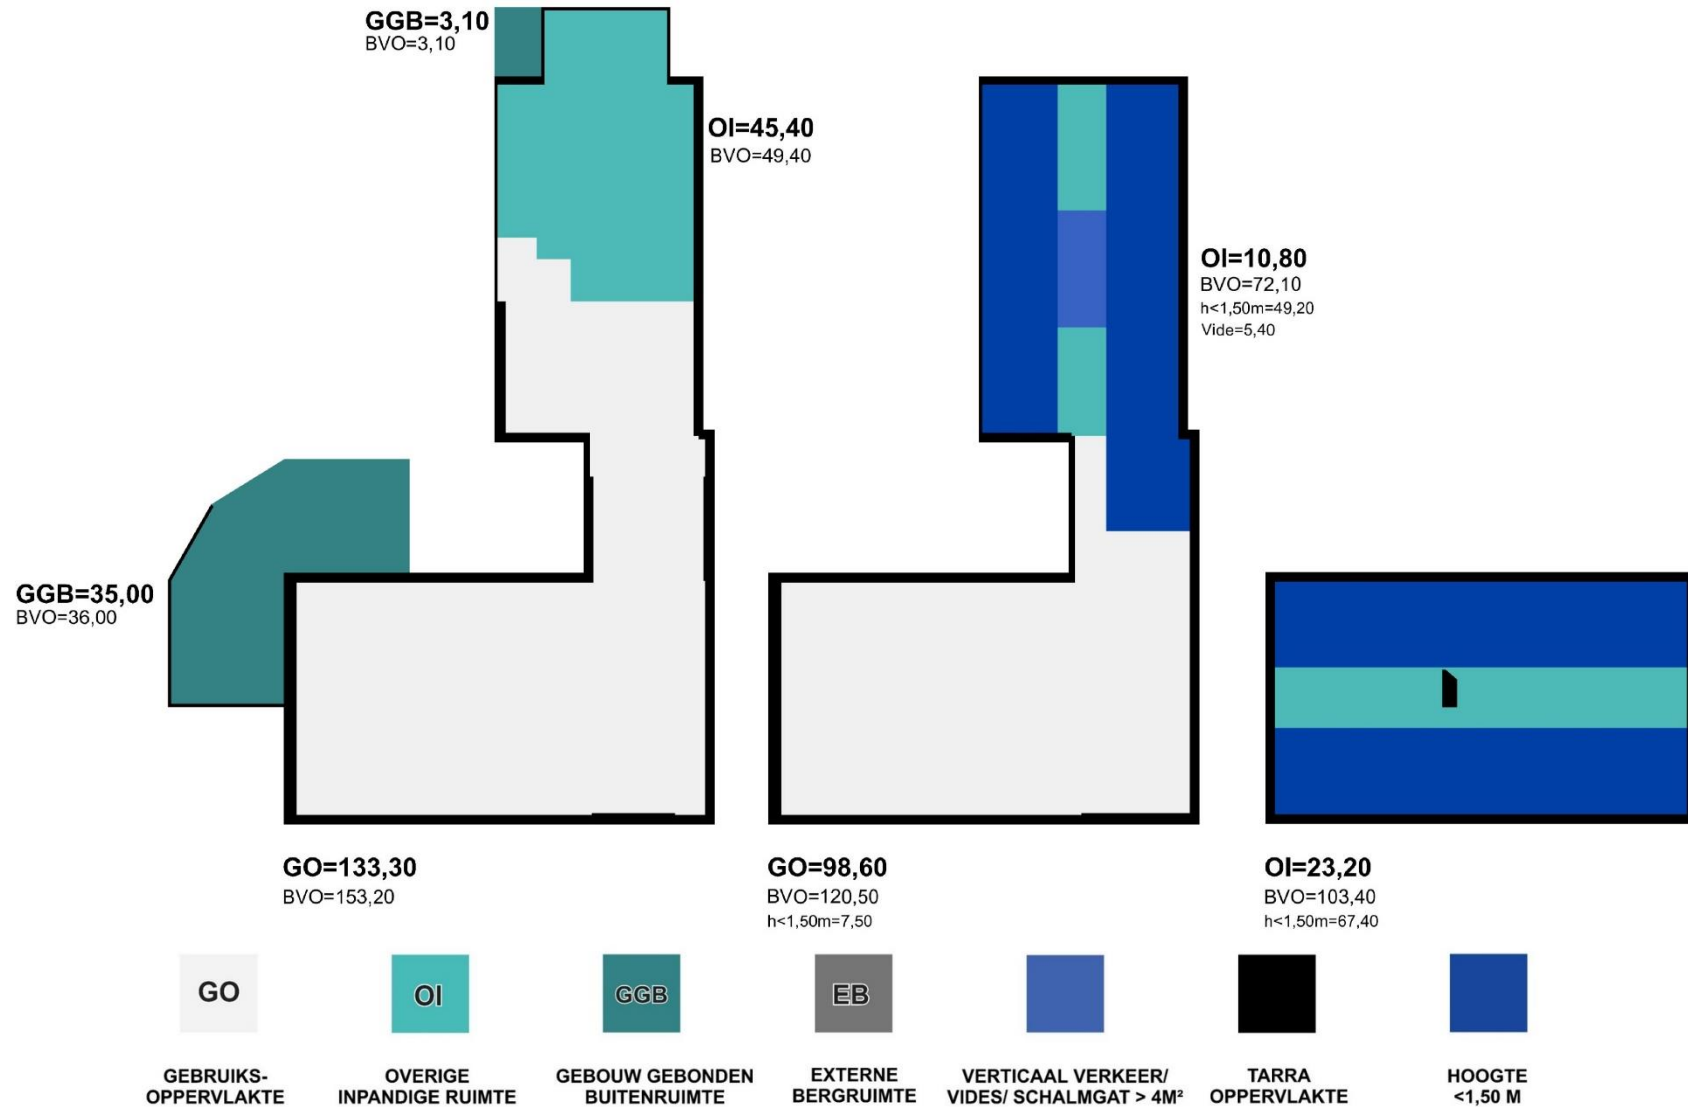 GGB=3,10
BVO=3,10
OI=45,40
BVO=49,40
OI=10,80
BVO=72,10
h<1,50m=49,20
Vide=5,40
GGB=35,00
BVO=36,00
GO=133,30
BVO=153,20
GO=98,60
BVO=120,50
h<1,50m=7,50
OI=23,20
BVO=103,40
h<1,50m=67,40
GO
OI
GGB
EB
GEBRUIKS-
OPPERVLAKTE
OVERIGE
INPANDIGE RUIMTE
GEBOUW GEBONDEN
BUITENRUIMTE
EXTERNE
BERGRUIMTE
VERTICAAL VERKEER/
VIDES/ SCHALMGAT > 4M²
TARRA
OPPERVLAKTE
HOOGTE
<1,50 M